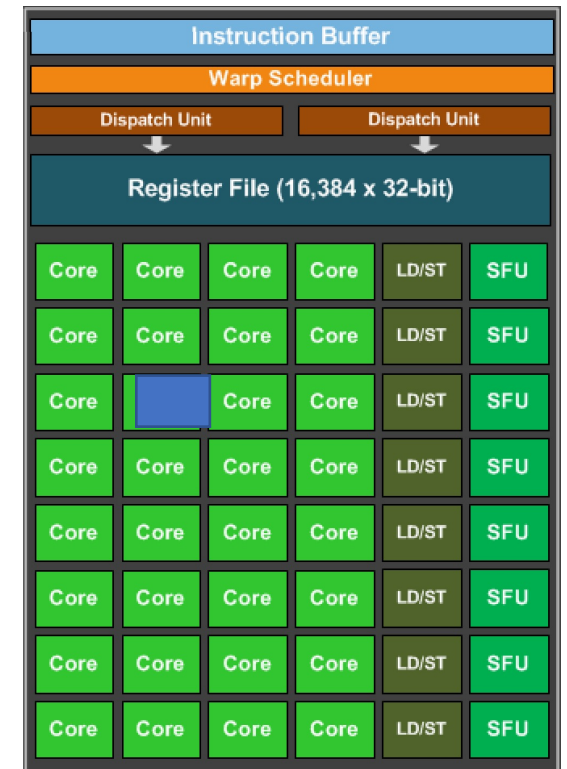 Instruction Buffer
Warp Scheduler
Dispatch Unit Dispatch Unit
Register File (16,384 x 32-bit)
Core Core Core Core LD/ST SFU
Core Core Core Core LD/ST SFU
Core Core Core LD/ST SFU
Core Core Core Core LD/ST SFU
Core Core Core Core LD/ST SFU
Core Core Core Core LD/ST SFU
Core Core Core Core LD/ST SFU
Core Core Core Core LD/ST SFU